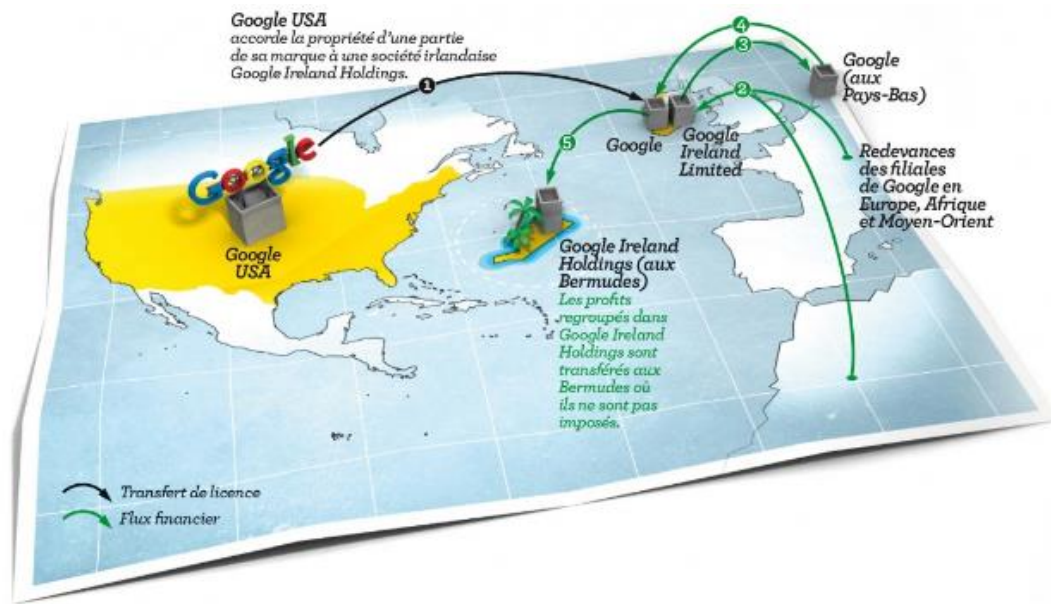 Google USA
accorde la propriété d'une partie
de sa marque à une société irlandaise
Google Ireland Holdings.
1
4
3
2
5
Google
(aux
Pays-Bas)
Google
Google
Ireland
Limited
Redevances
des filiales
de Google en
Europe, Afrique
et Moyen-Orient
Google
Google
USA
Google Ireland
Holdings (aux
Bermudes)
Les profits
regroupés dans
Google Ireland
Holdings sont
transférés aux
Bermudes où
ils ne sont pas
imposés.
Transfert de licence
Flux financier